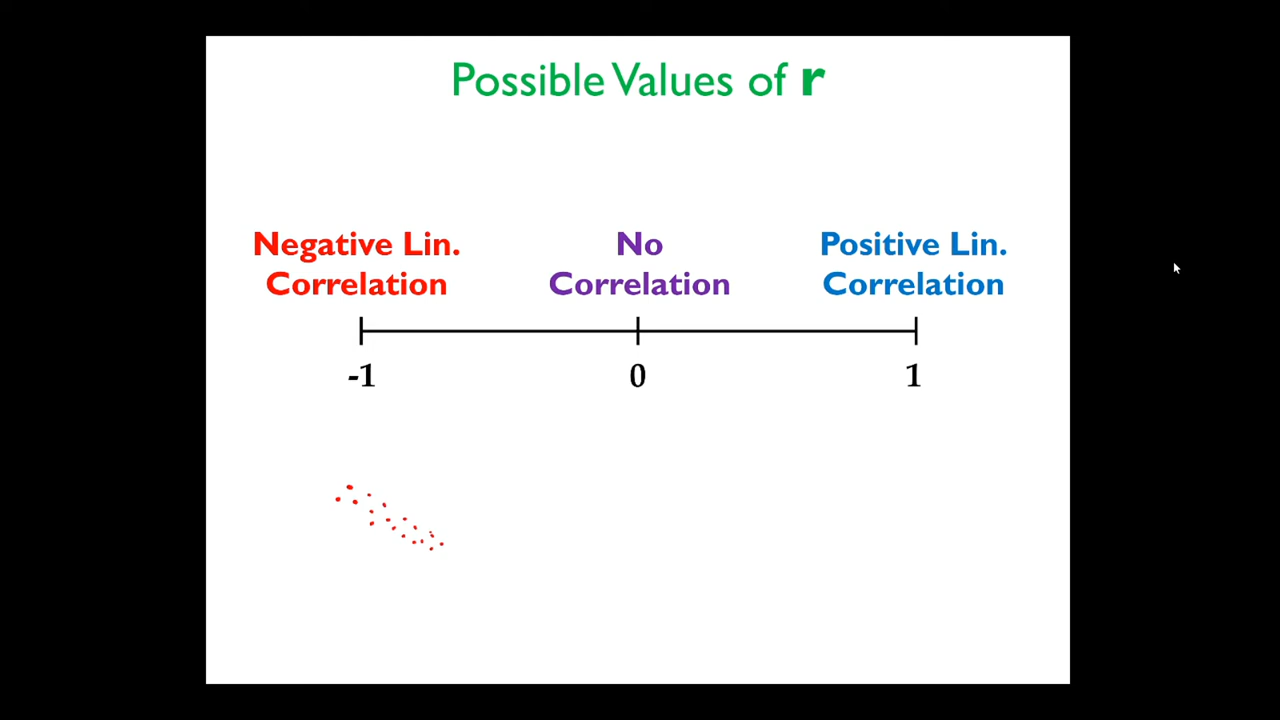 Possible Values of r
Negative Lin.
Correlation
No
Correlation
Positive Lin.
Correlation
-1 0 1